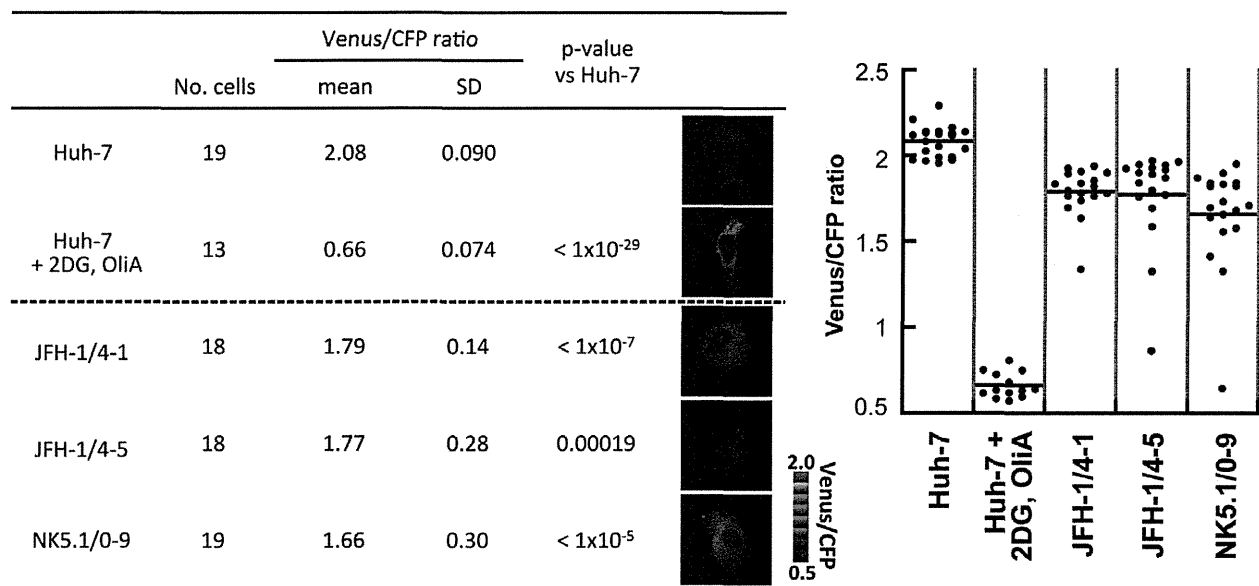 Venus/CFP ratio
p-value
vs Huh-7
No. cells mean SD
Huh-7 19 2.08 0.090
Huh-7
+ 2DG, OliA 13 0.66 0.074 < 1x10⁻²⁹
JFH-1/4-1 18 1.79 0.14 < 1x10⁻⁷
JFH-1/4-5 18 1.77 0.28 0.00019
NK5.1/0-9 19 1.66 0.30 < 1x10⁻⁵
2.0
Venus/CFP
0.5
Venus/CFP ratio
2.5
2
1.5
1
0.5
Huh-7
Huh-7 +
2DG, OliA
JFH-1/4-1
JFH-1/4-5
NK5.1/0-9